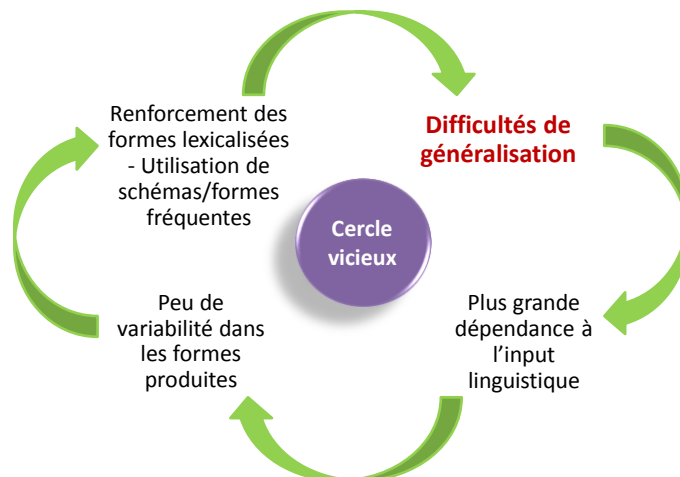 Renforcement des
formes lexicalisées
- Utilisation de
schémas/formes
fréquentes
Difficultés de
généralisation
Cercle
vicieux
Peu de
variabilité dans
les formes
produites
Plus grande
dépendance à
l’input
linguistique